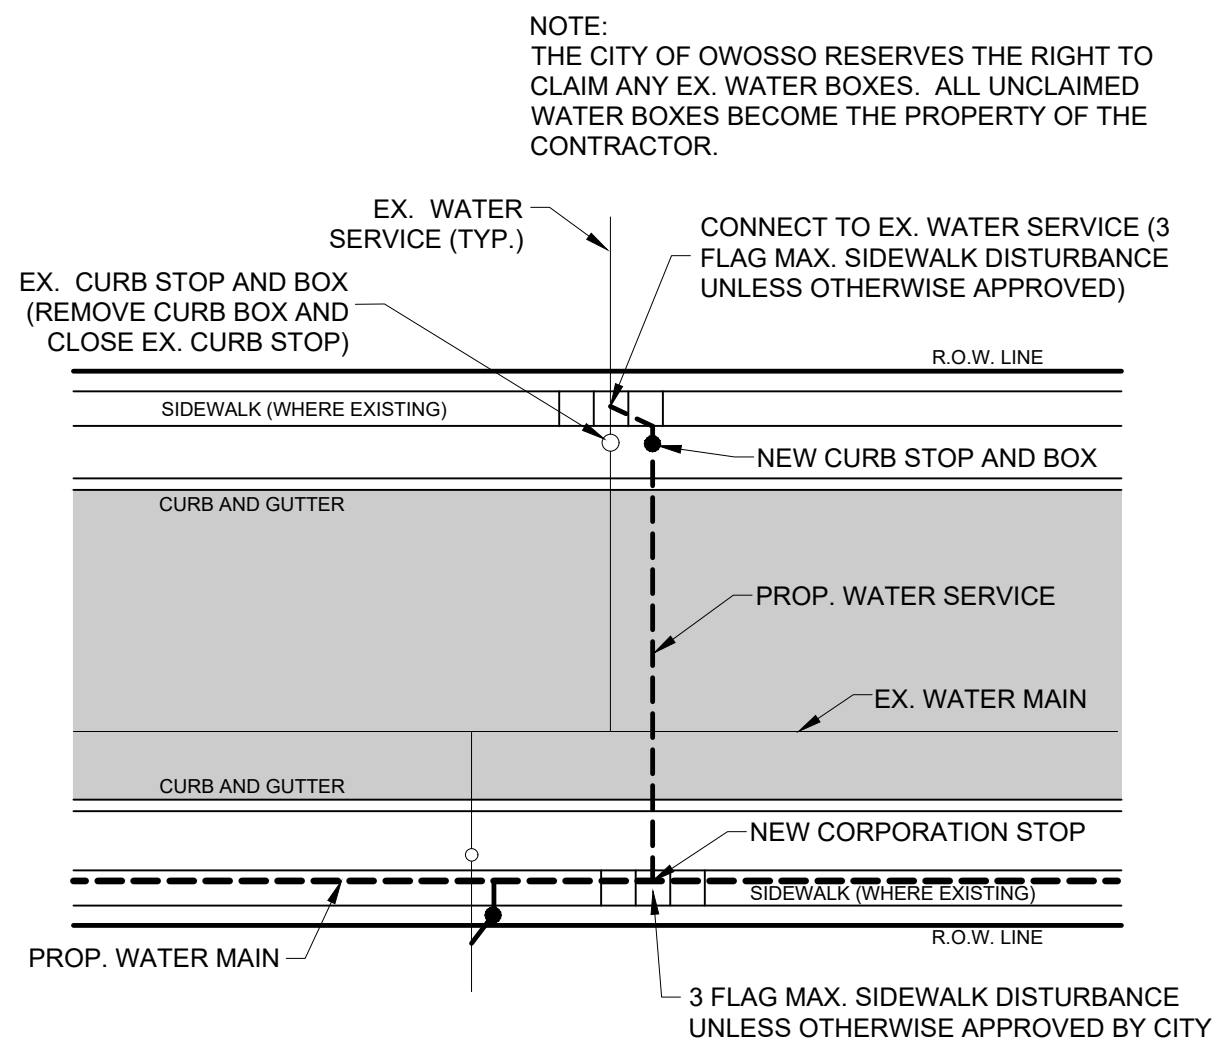 NOTE:
THE CITY OF OWOSSO RESERVES THE RIGHT TO
CLAIM ANY EX. WATER BOXES.  ALL UNCLAIMED
WATER BOXES BECOME THE PROPERTY OF THE
CONTRACTOR.
EX.  WATER
SERVICE (TYP.)
CONNECT TO EX. WATER SERVICE (3
FLAG MAX. SIDEWALK DISTURBANCE
UNLESS OTHERWISE APPROVED)
EX.  CURB STOP AND BOX
(REMOVE CURB BOX AND
CLOSE EX. CURB STOP)
R.O.W. LINE
SIDEWALK (WHERE EXISTING)
NEW CURB STOP AND BOX
CURB AND GUTTER
PROP. WATER SERVICE
EX. WATER MAIN
CURB AND GUTTER
NEW CORPORATION STOP
SIDEWALK (WHERE EXISTING)
R.O.W. LINE
PROP. WATER MAIN
3 FLAG MAX. SIDEWALK DISTURBANCE
UNLESS OTHERWISE APPROVED BY CITY